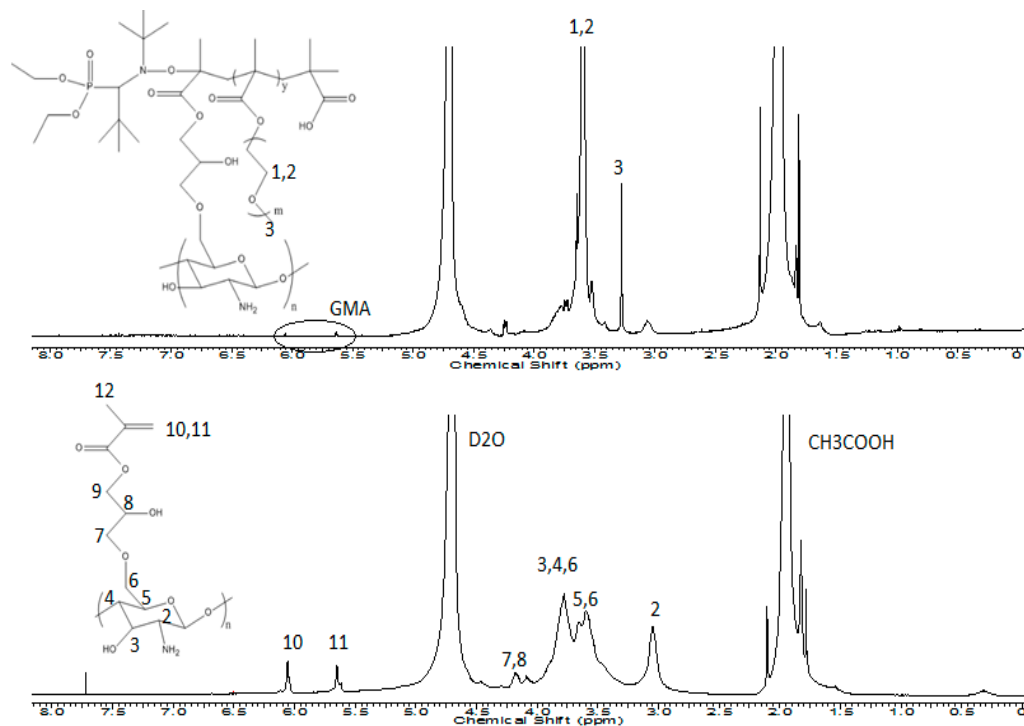 1,2
O
O
P
O
N
O
y
O
O
O
O
HO
O
OH
1,2
3
O
O
m
3
O
O
HO
NH2
n
GMA
8.0 7.5 7.0 6.5 6.0 5.5 5.0 4.5 4.0 3.5 3.0 2.5 2.0 1.5 1.0 0.5 0
Chemical Shift (ppm)
12
10,11
O
O
9
8
OH
7
O
6
4
5
O
O
2
n
3
HO
NH2
D2O
CH3COOH
3,4,6
5,6
2
10
11
7,8
8.0 7.5 7.0 6.5 6.0 5.5 5.0 4.5 4.0 3.5 3.0 2.5 2.0 1.5 1.0 0.5 0
Chemical Shift (ppm)